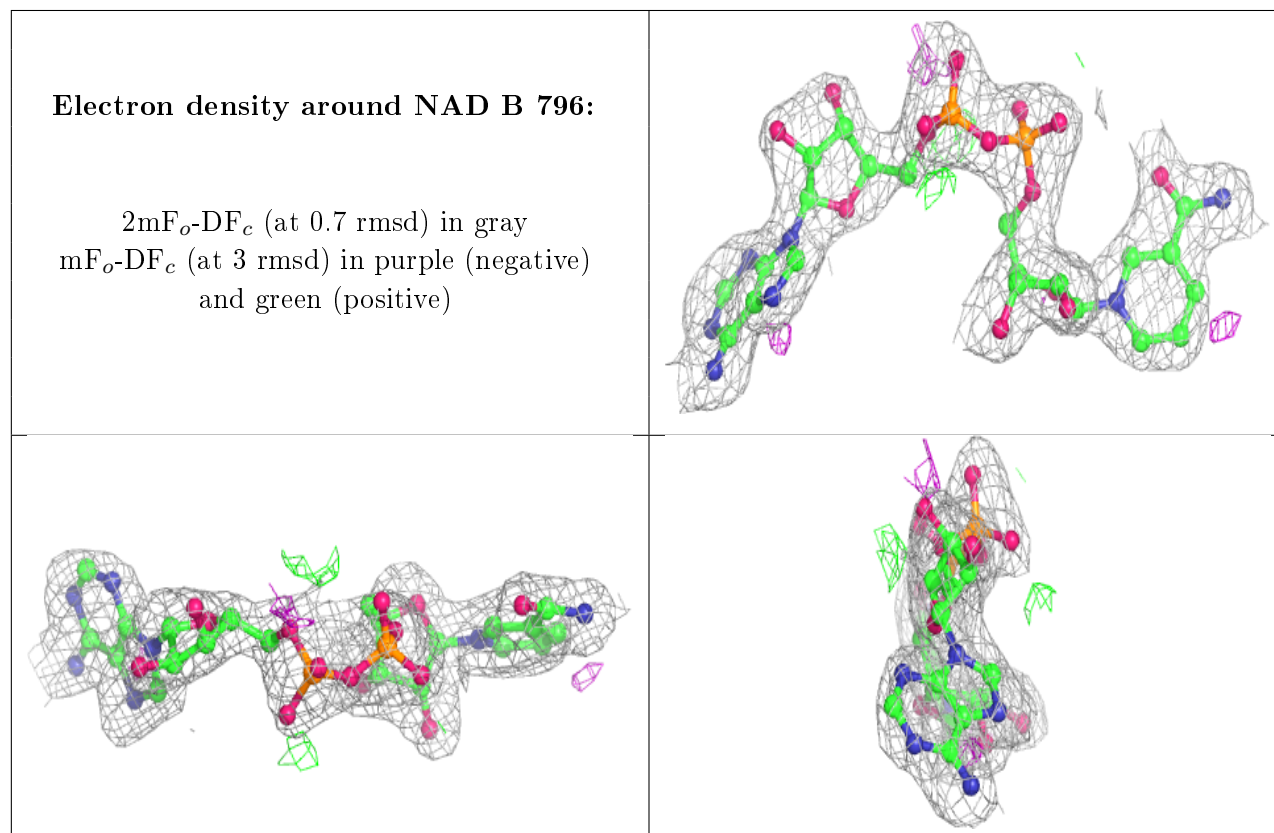 Electron density around NAD B 796:
2mFo-DFc (at 0.7 rmsd) in gray
mFo-DFc (at 3 rmsd) in purple (negative)
and green (positive)